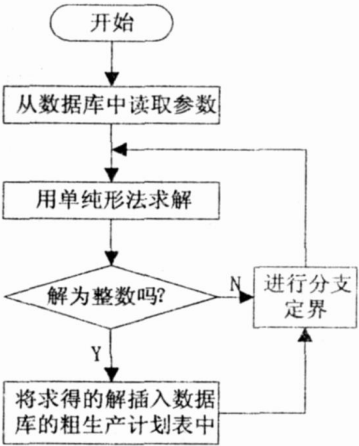 开始
从数据库中读取参数
用单纯形法求解
解为整数吗?
N
进行分支
定界
Y
将求得的解插入数据
库的粗生产计划表中